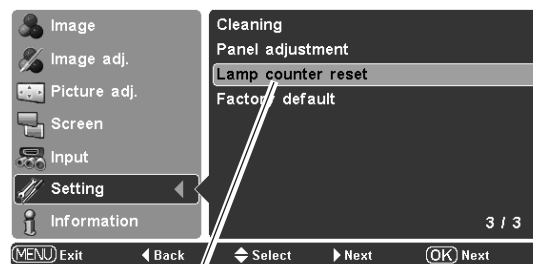 Image
Image adj.
Picture adj.
Screen
Input
Setting
Information
Cleaning
Panel adjustment
Lamp counter reset
Factory default
3 / 3
MENU Exit
Back
Select
Next
OK Next